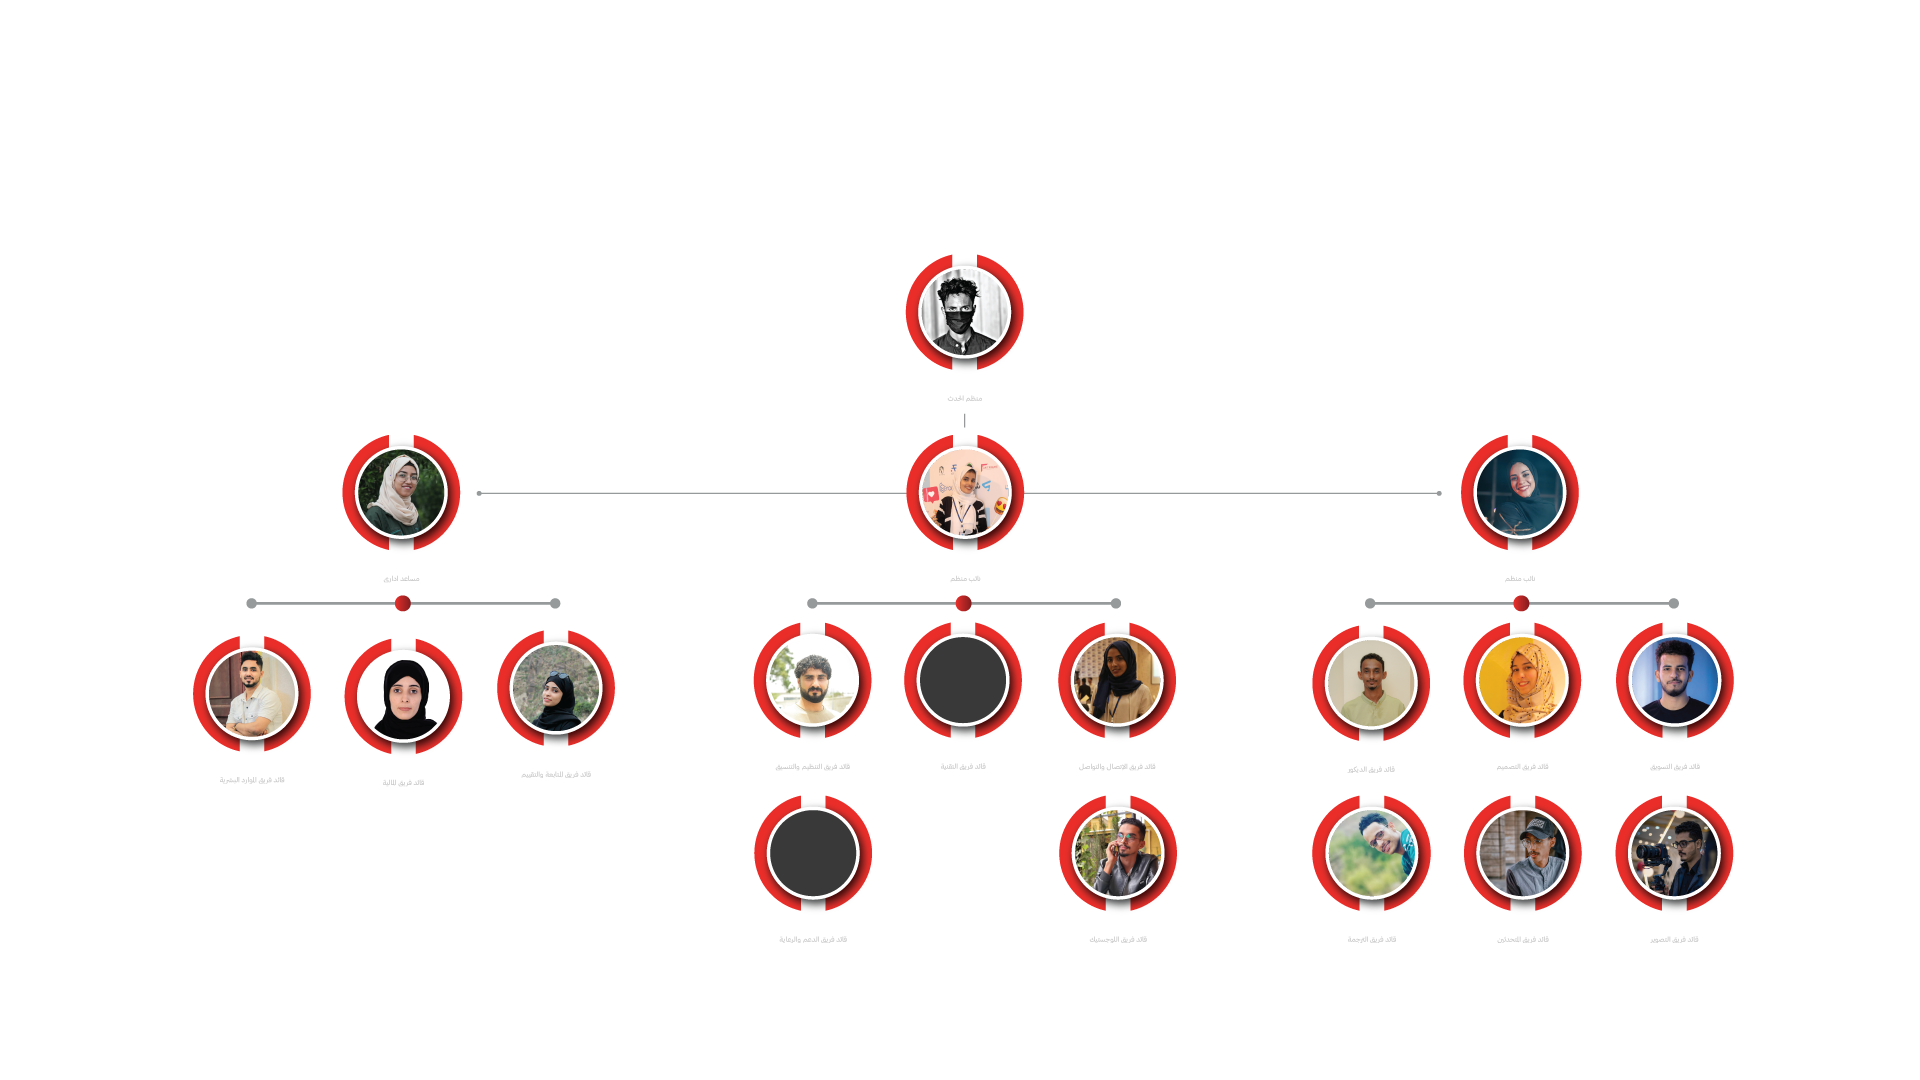 منظم الحدث
نائب منظم
نائب منظم
مساعد اداري
قائد فريق التسويق
قائد فريق التصميم
قائد فريق الديكور
قائد فريق الاتصال والتواصل
قائد فريق التقنية
قائد فريق التنظيم والتنسيق
قائد فريق المتابعة والتقييم
قائد فريق المالية
قائد فريق الموارد البشرية
قائد فريق التصوير
قائد فريق المتحدثين
قائد فريق الترجمة
قائد فريق اللوجستيك
قائد فريق الدعم والرعاية